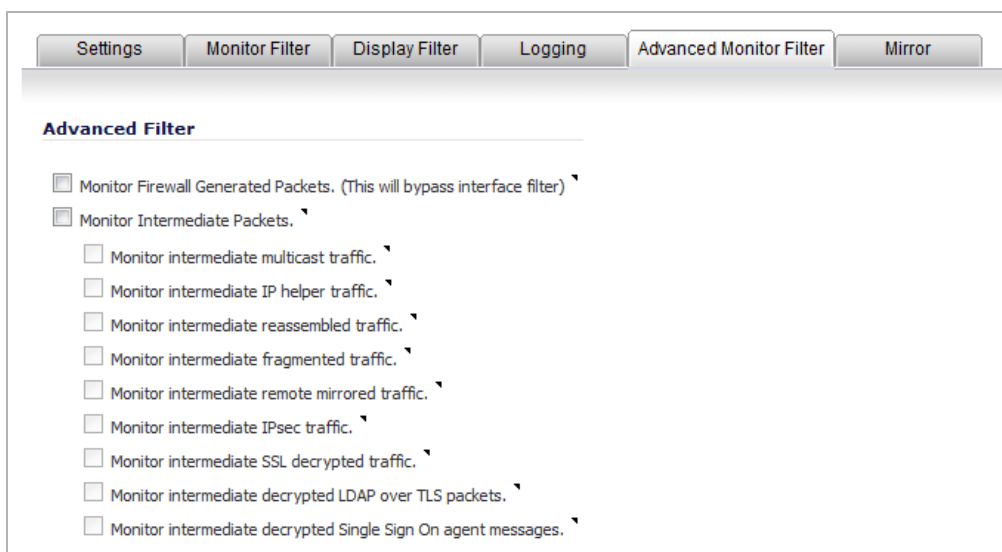 Settings Monitor Filter Display Filter Logging Advanced Monitor Filter Mirror
Advanced Filter
Monitor Firewall Generated Packets. (This will bypass interface filter)
Monitor Intermediate Packets.
Monitor intermediate multicast traffic.
Monitor intermediate IP helper traffic.
Monitor intermediate reassembled traffic.
Monitor intermediate fragmented traffic.
Monitor intermediate remote mirrored traffic.
Monitor intermediate IPsec traffic.
Monitor intermediate SSL decrypted traffic.
Monitor intermediate decrypted LDAP over TLS packets.
Monitor intermediate decrypted Single Sign On agent messages.